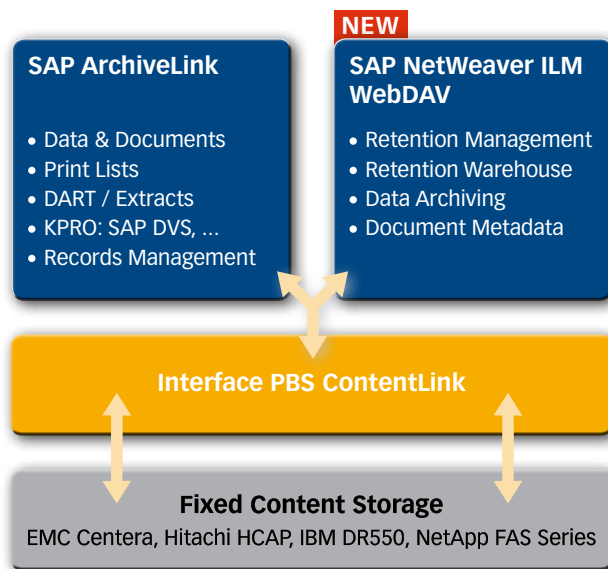 NEW
SAP ArchiveLink
• Data & Documents
• Print Lists
• DART / Extracts
• KPRO: SAP DVS, ...
• Records Management
SAP NetWeaver ILM
WebDAV
• Retention Management
• Retention Warehouse
• Data Archiving
• Document Metadata
Interface PBS ContentLink
Fixed Content Storage
EMC Centera, Hitachi HCAP, IBM DR550, NetApp FAS Series